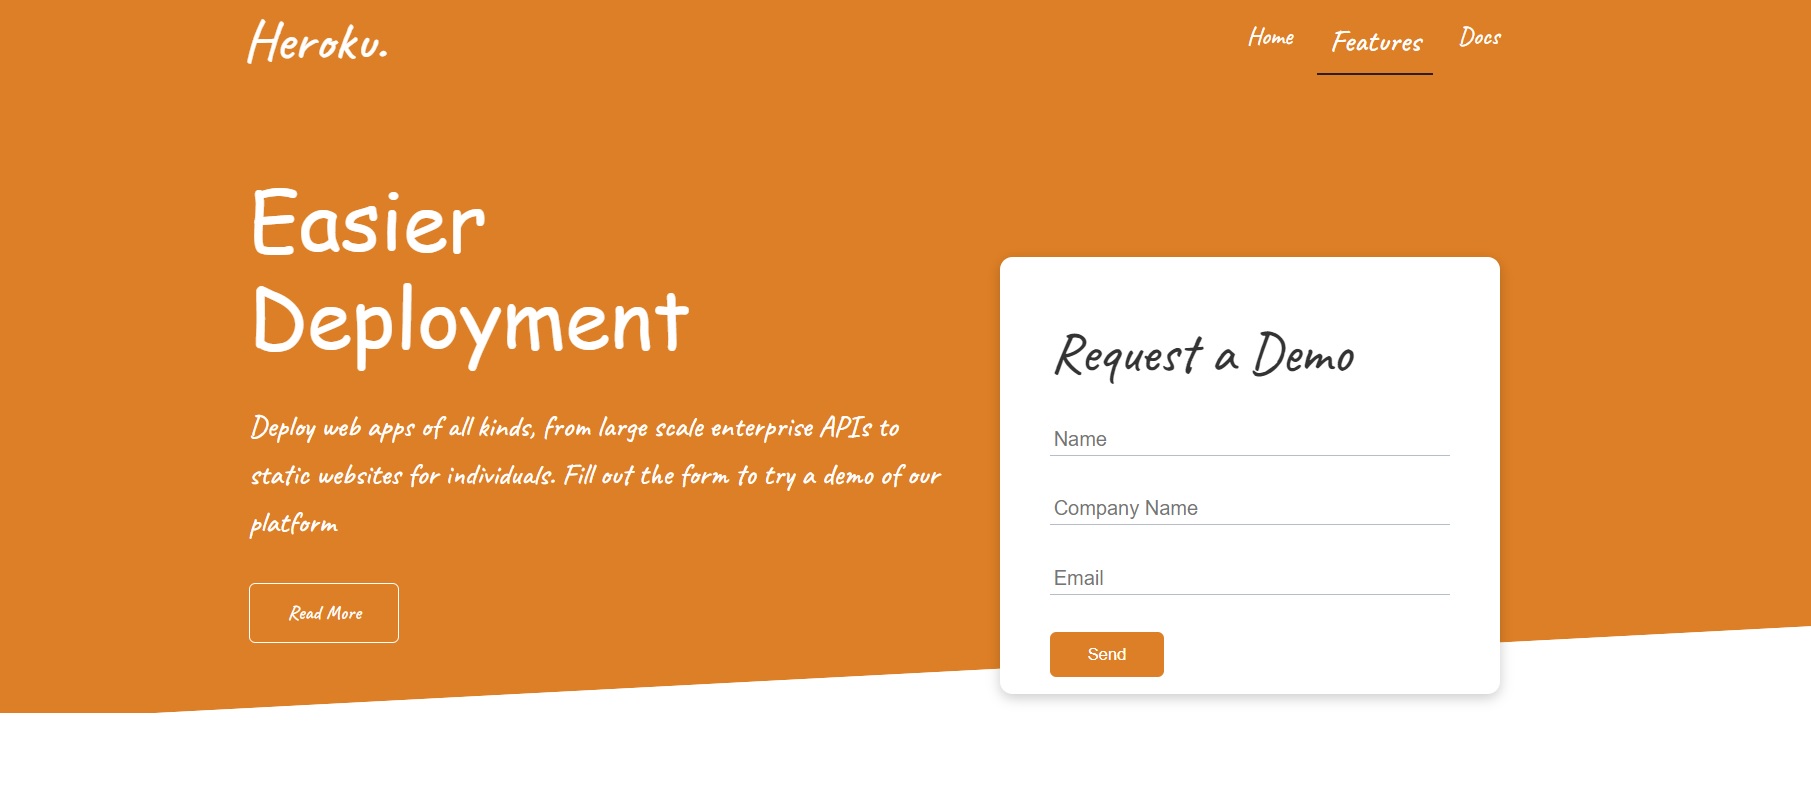 Heroku.
Home Features Docs
Easier
Deployment
Deploy web apps of all kinds, from large scale enterprise APIs to
static websites for individuals. Fill out the form to try a demo of our
platform
Read More
Request a Demo
Name
Company Name
Email
Send